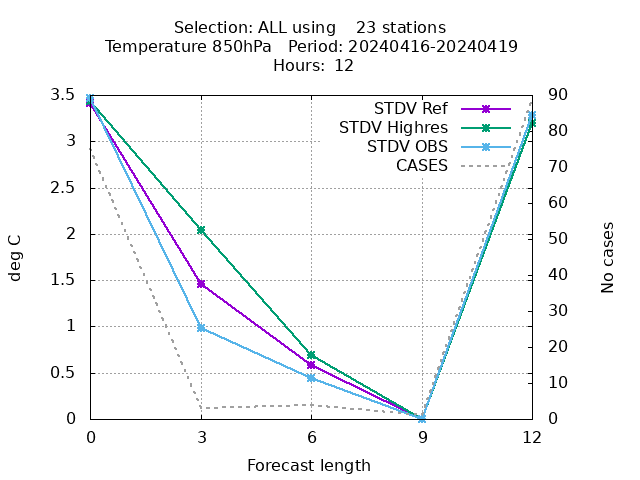 Selection: ALL using    23 stations
Temperature 850hPa   Period: 20240416-20240419
Hours:  12
3.5
3
2.5
2
1.5
1
0.5
0
90
80
70
60
50
40
30
20
10
0
STDV Ref
STDV Highres
STDV OBS
CASES
deg C
No cases
0 3 6 9 12
Forecast length